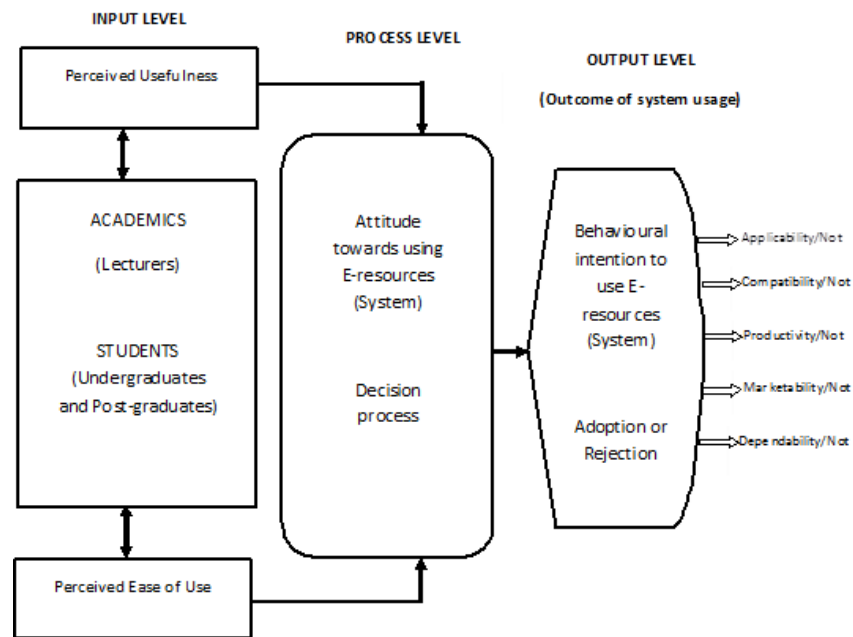 INPUT LEVEL
Perceived Usefulness
ACADEMICS
(Lecturers)
STUDENTS
(Undergraduates
and Post-graduates)
Perceived Ease of Use
PROCESS LEVEL
Attitude
towards using
E-resources
(System)
Decision
process
OUTPUT LEVEL
(Outcome of system usage)
Behavioural
intention to
use E-
resources
(System)
Adoption or
Rejection
Applicability/Not
Compatibility/Not
Productivity/Not
Marketability/Not
Dependability/Not